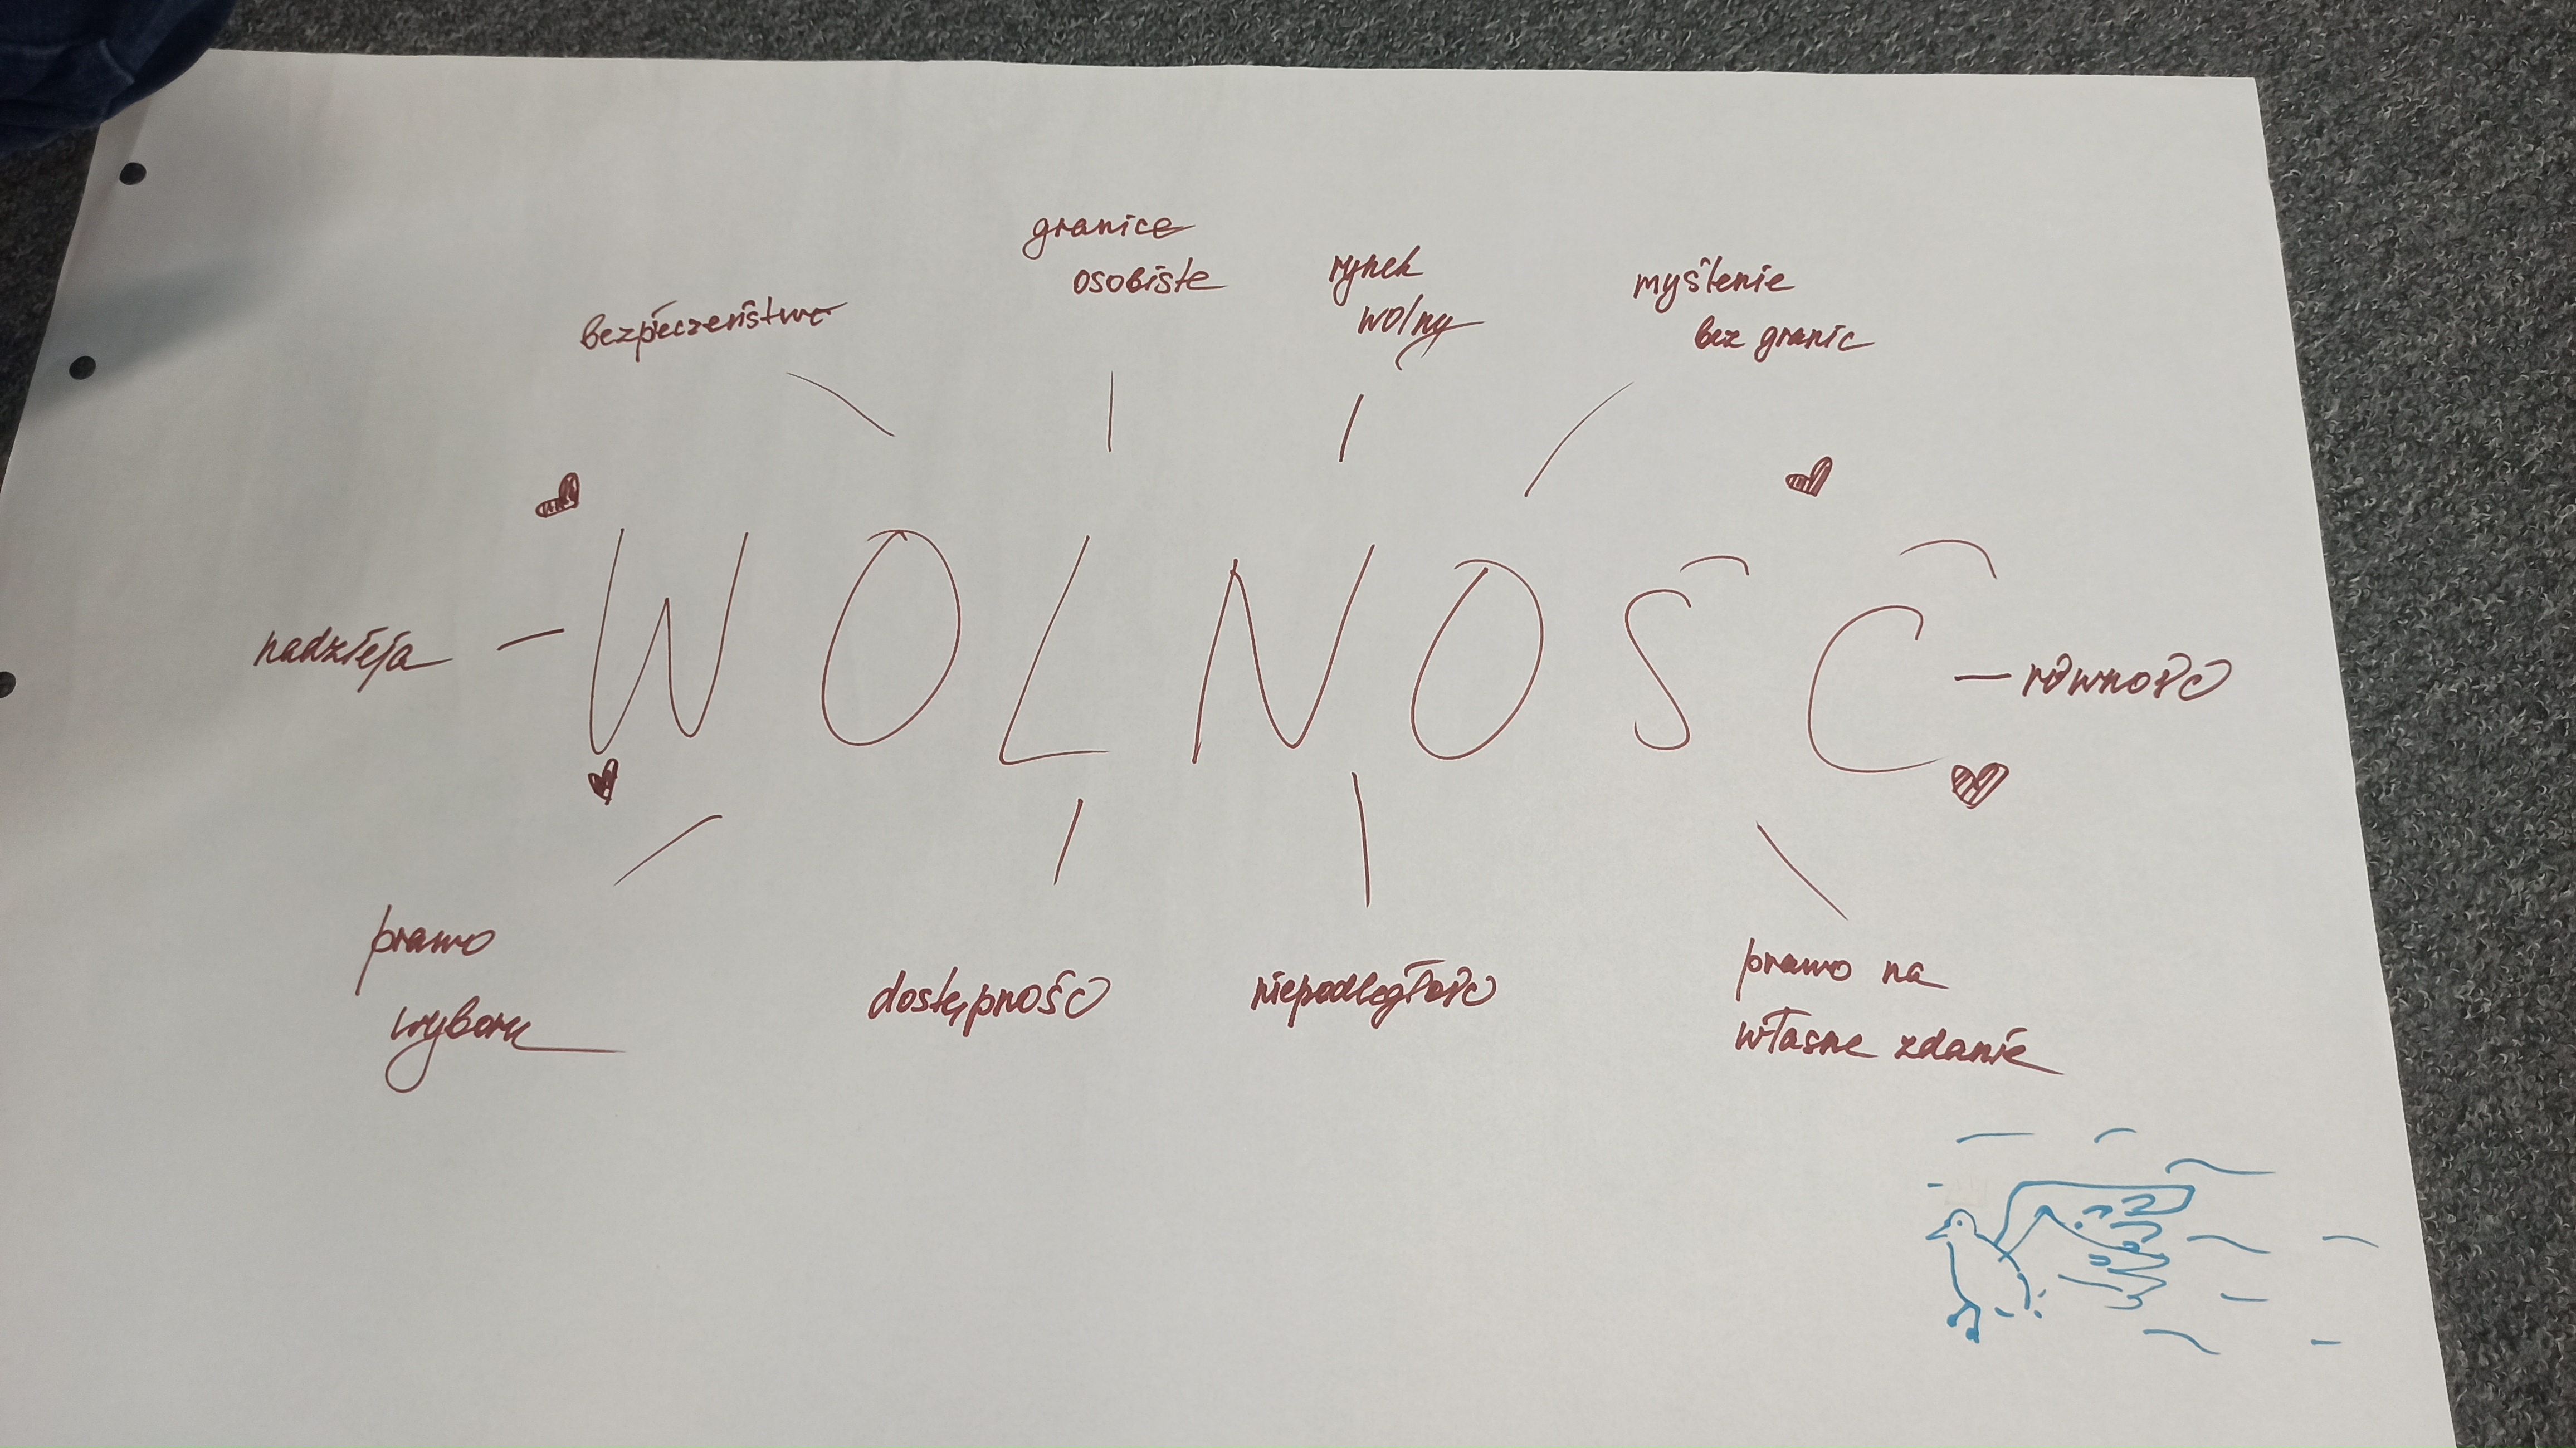 granice
osobiste
rynek
wolny
myślenie
bez granic
bezpieczeństwo
WOLNOŚĆ
nadzieja
równość
prawo
wyboru
dostępność
niepodległość
prawo na
własne zdanie